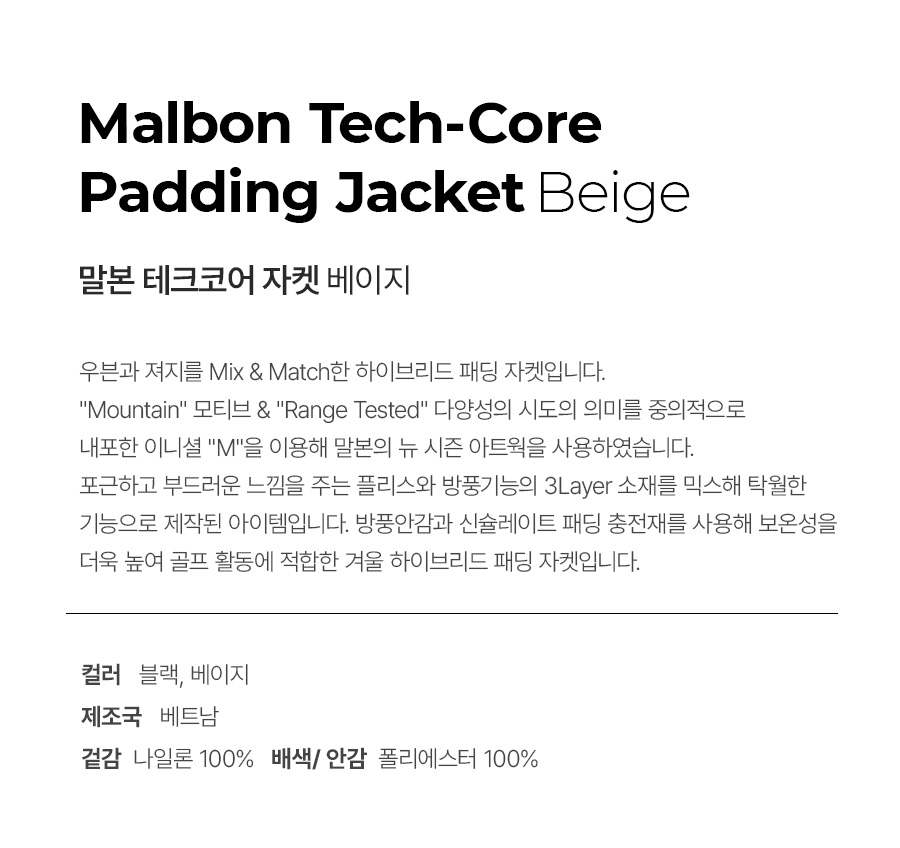 Malbon Tech-Core
Padding Jacket Beige
말본 테크코어 자켓 베이지
우븐과 져지를 Mix & Match한 하이브리드 패딩 자켓입니다.
"Mountain" 모티브 & "Range Tested" 다양성의 시도의 의미를 중의적으로
내포한 이니셜 "M"을 이용해 말본의 뉴 시즌 아트웍을 사용하였습니다.
포근하고 부드러운 느낌을 주는 플리스와 방풍기능의 3Layer 소재를 믹스해 탁월한
기능으로 제작된 아이템입니다. 방풍안감과 신슐레이트 패딩 충전재를 사용해 보온성을
더욱 높여 골프 활동에 적합한 겨울 하이브리드 패딩 자켓입니다.
컬러 블랙, 베이지
제조국 베트남
겉감 나일론 100% 배색/ 안감 폴리에스터 100%